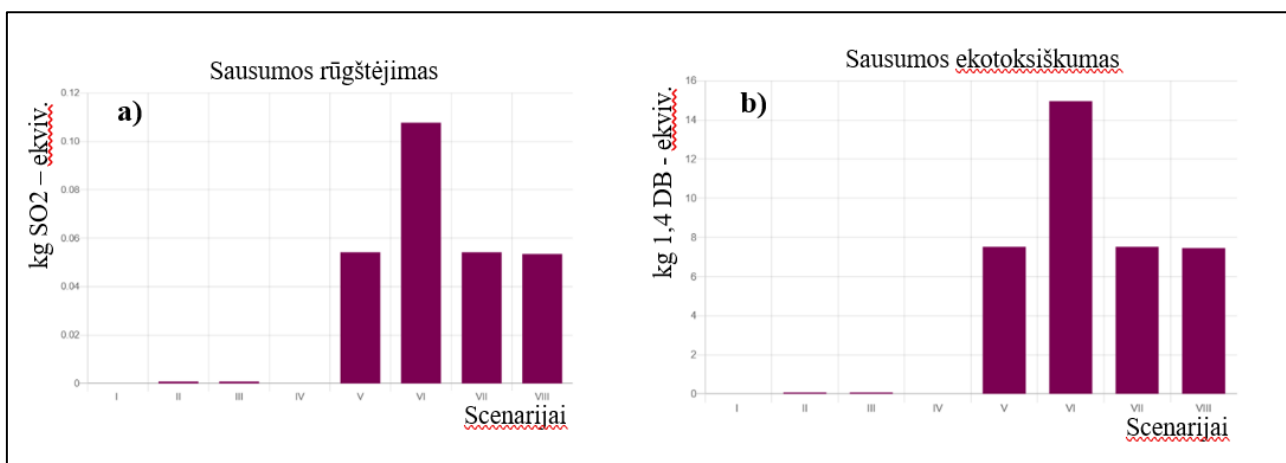 Sausumos rūgštėjimas
a)
kg SO2 – ekviv.
0.12
0.10
0.08
0.06
0.04
0.02
0
I II III IV V VI VII VIII
Scenarijai
Sausumos ekotoksiškumas
b)
kg 1,4 DB - ekviv.
16
14
12
10
8
6
4
2
0
I II III IV V VI VII VIII
Scenarijai